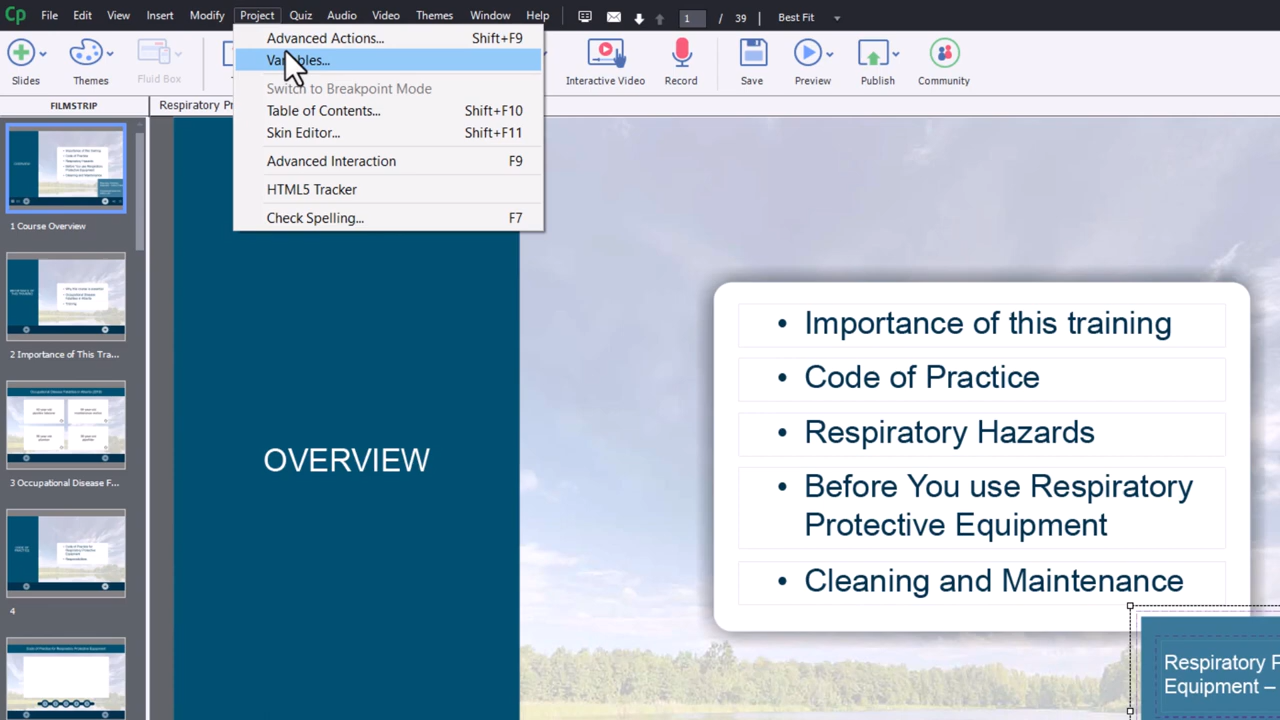 Cp File Edit View Insert Modify Project Quiz Audio Video Themes Window Help 1 / 39 Best Fit
Advanced Actions... Shift+F9
Slides Themes Fluid Box Interactive Video Record Save Preview Publish Community
Switch to Breakpoint Mode
Table of Contents... Shift+F10
Skin Editor... Shift+F11
Advanced Interaction F9
HTML5 Tracker
Check Spelling... F7
FILMSTRIP
1 Course Overview
2 Importance of This Tra...
3 Occupational Disease F...
4
OVERVIEW
• Importance of this training
• Code of Practice
• Respiratory Hazards
• Before You use Respiratory
Protective Equipment
• Cleaning and Maintenance
Respiratory
Equipment –